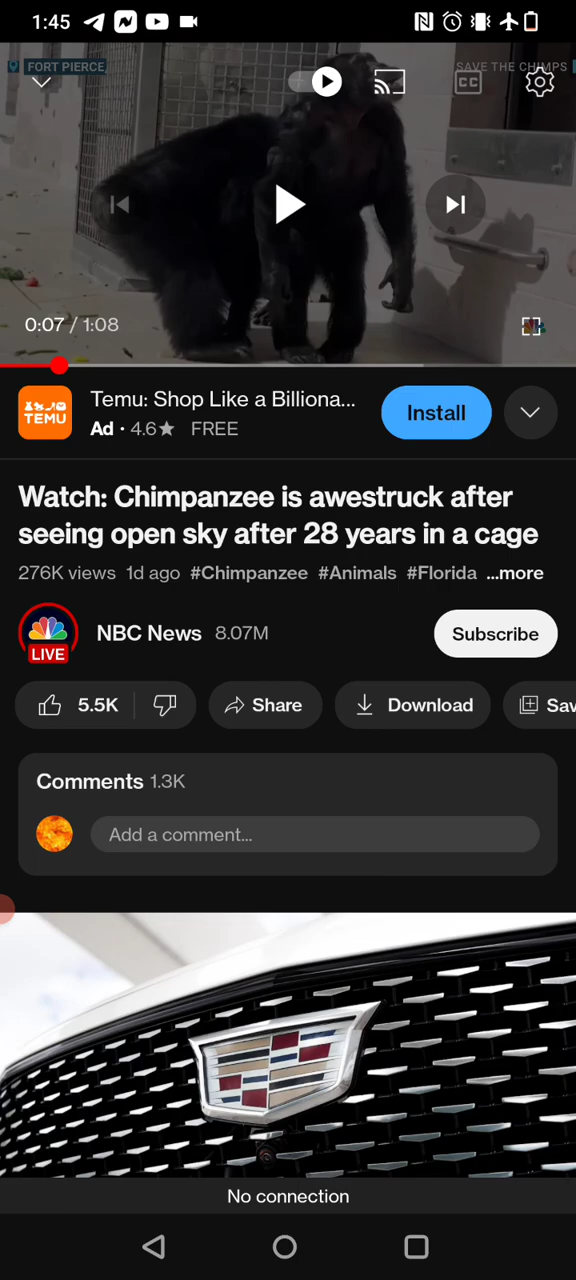 1:45
FORT PIERCE
SAVE THE CHIMPS
CC
0:07 / 1:08
TEMU
Temu: Shop Like a Billiona...
Ad • 4.6★ FREE
Install
Watch: Chimpanzee is awestruck after
seeing open sky after 28 years in a cage
276K views 1d ago #Chimpanzee #Animals #Florida ...more
NBC News 8.07M
LIVE
Subscribe
5.5K
Share
Download
Sav
Comments 1.3K
Add a comment...
No connection